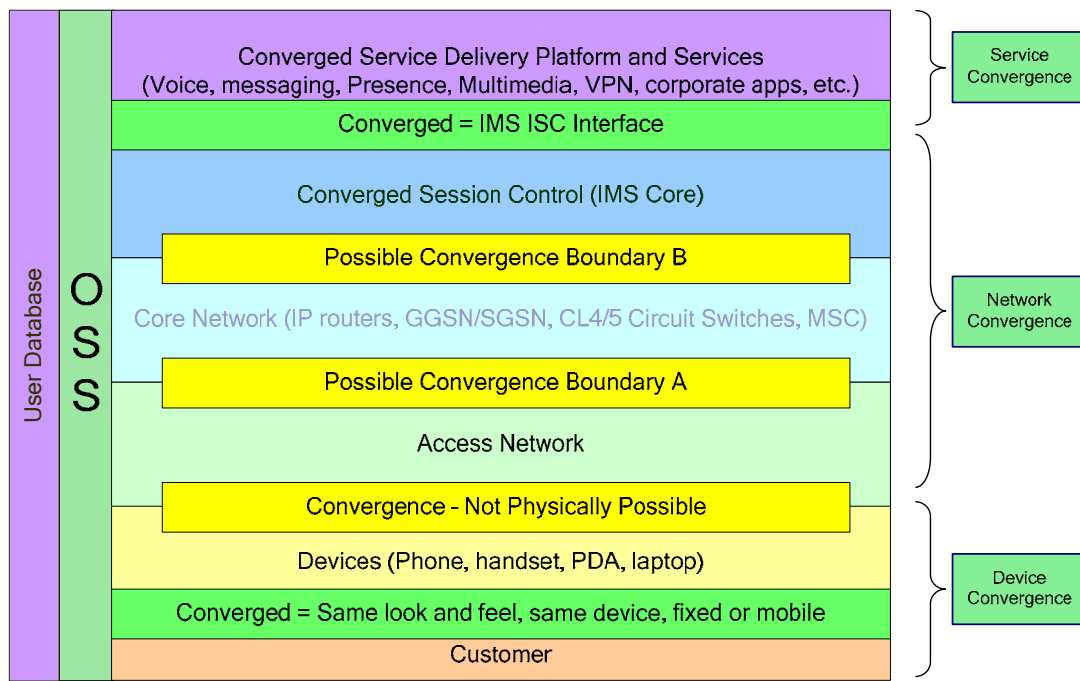 User Database
O
S
S
Converged Service Delivery Platform and Services
(Voice, messaging, Presence, Multimedia, VPN, corporate apps, etc.)
Converged = IMS ISC Interface
Converged Session Control (IMS Core)
Possible Convergence Boundary B
Core Network (IP routers, GGSN/SGSN, CL4/5 Circuit Switches, MSC)
Possible Convergence Boundary A
Access Network
Convergence - Not Physically Possible
Devices (Phone, handset, PDA, laptop)
Converged = Same look and feel, same device, fixed or mobile
Customer
Service
Convergence
Network
Convergence
Device
Convergence